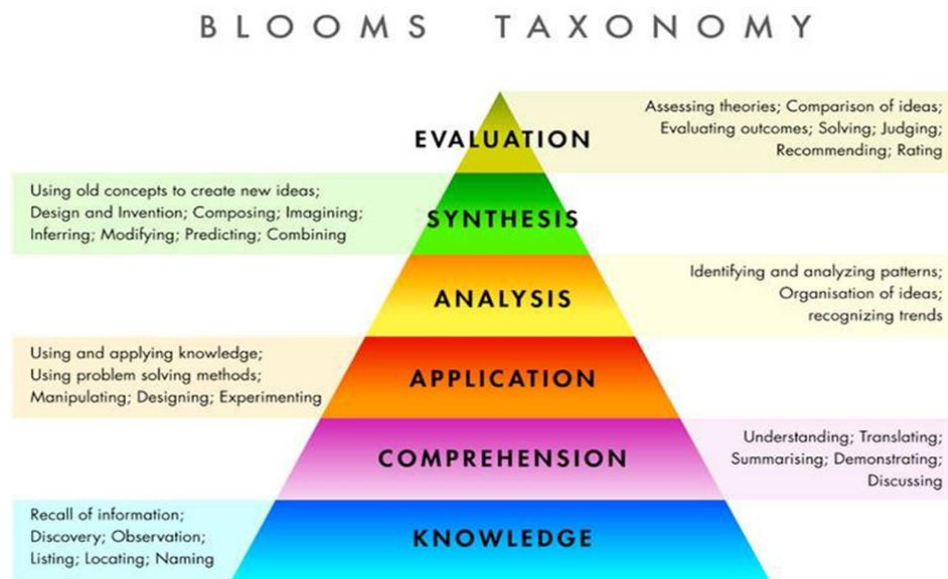 BLOOMS TAXONOMY
EVALUATION
Assessing theories; Comparison of ideas;
Evaluating outcomes; Solving; Judging;
Recommending; Rating
Using old concepts to create new ideas;
Design and Invention; Composing; Imagining;
Inferring; Modifying; Predicting; Combining
SYNTHESIS
ANALYSIS
Identifying and analyzing patterns;
Organisation of ideas;
recognizing trends
Using and applying knowledge;
Using problem solving methods;
Manipulating; Designing; Experimenting
APPLICATION
COMPREHENSION
Understanding; Translating;
Summarising; Demonstrating;
Discussing
Recall of information;
Discovery; Observation;
Listing; Locating; Naming
KNOWLEDGE